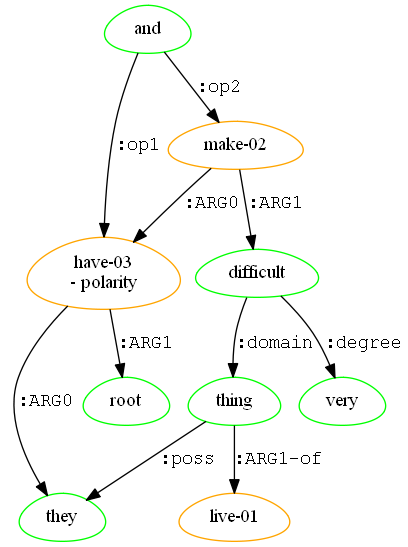 and
:op2
:op1
make-02
:ARG0
:ARG1
have-03
- polarity
difficult
:ARG1
:domain
:degree
:ARG0
root
thing
very
:poss
:ARG1-of
they
live-01